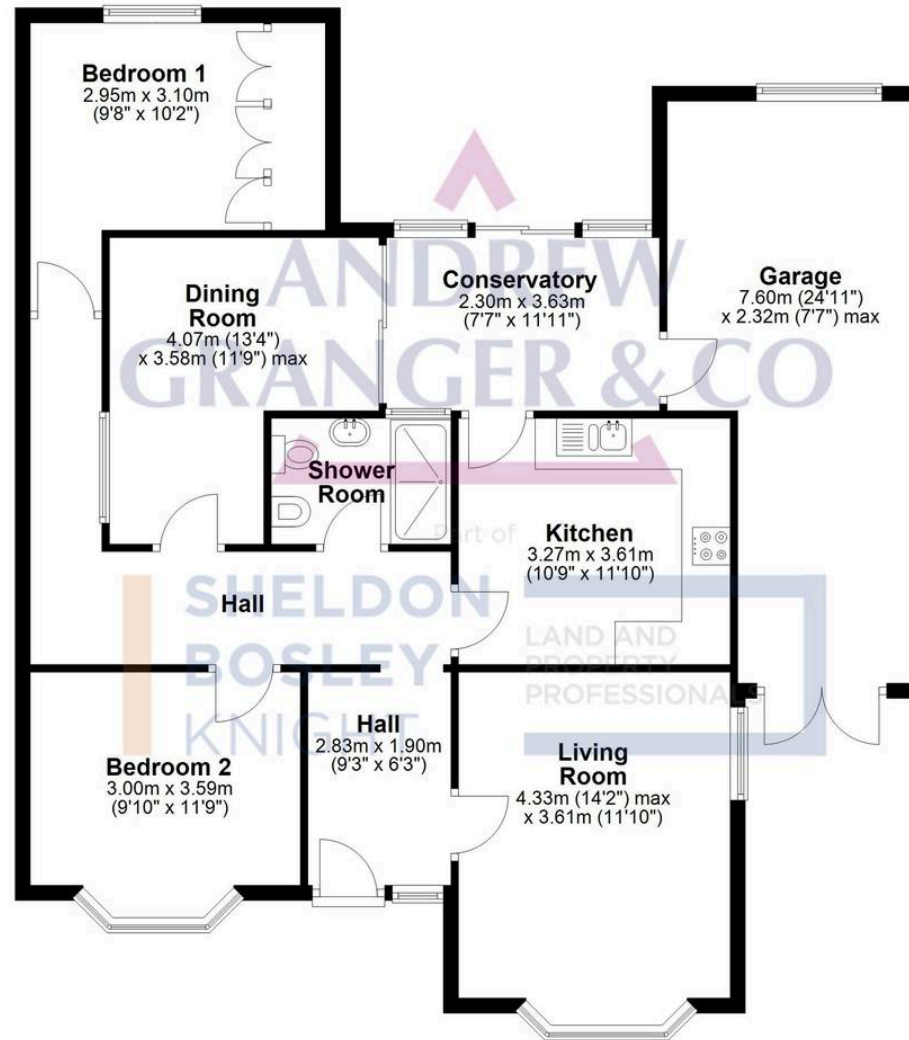 Bedroom 1
2.95m x 3.10m
(9'8" x 10'2")
Dining
Room
4.07m (13'4")
x 3.58m (11'9") max
Conservatory
2.30m x 3.63m
(7'7" x 11'11")
Garage
7.60m (24'11")
x 2.32m (7'7") max
ANDREW
GRANGER & CO
Shower
Room
Part of
Kitchen
3.27m x 3.61m
(10'9" x 11'10")
Hall
SHELDON
BOSLEY
KNIGHT
LAND AND
PROPERTY
PROFESSIONALS
Hall
2.83m x 1.90m
(9'3" x 6'3")
Bedroom 2
3.00m x 3.59m
(9'10" x 11'9")
Living
Room
4.33m (14'2") max
x 3.61m (11'10")